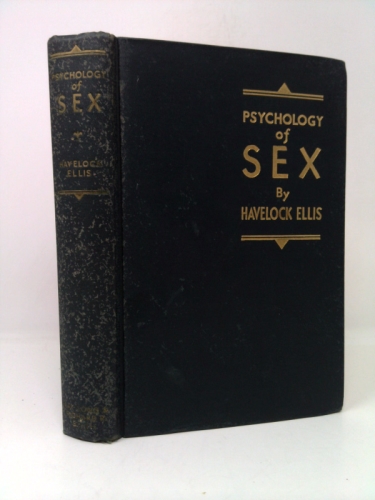 PSYCHOLOGY
of
SEX
HAVELOCK
ELLIS
PSYCHOLOGY
of
SEX
By
HAVELOCK ELLIS